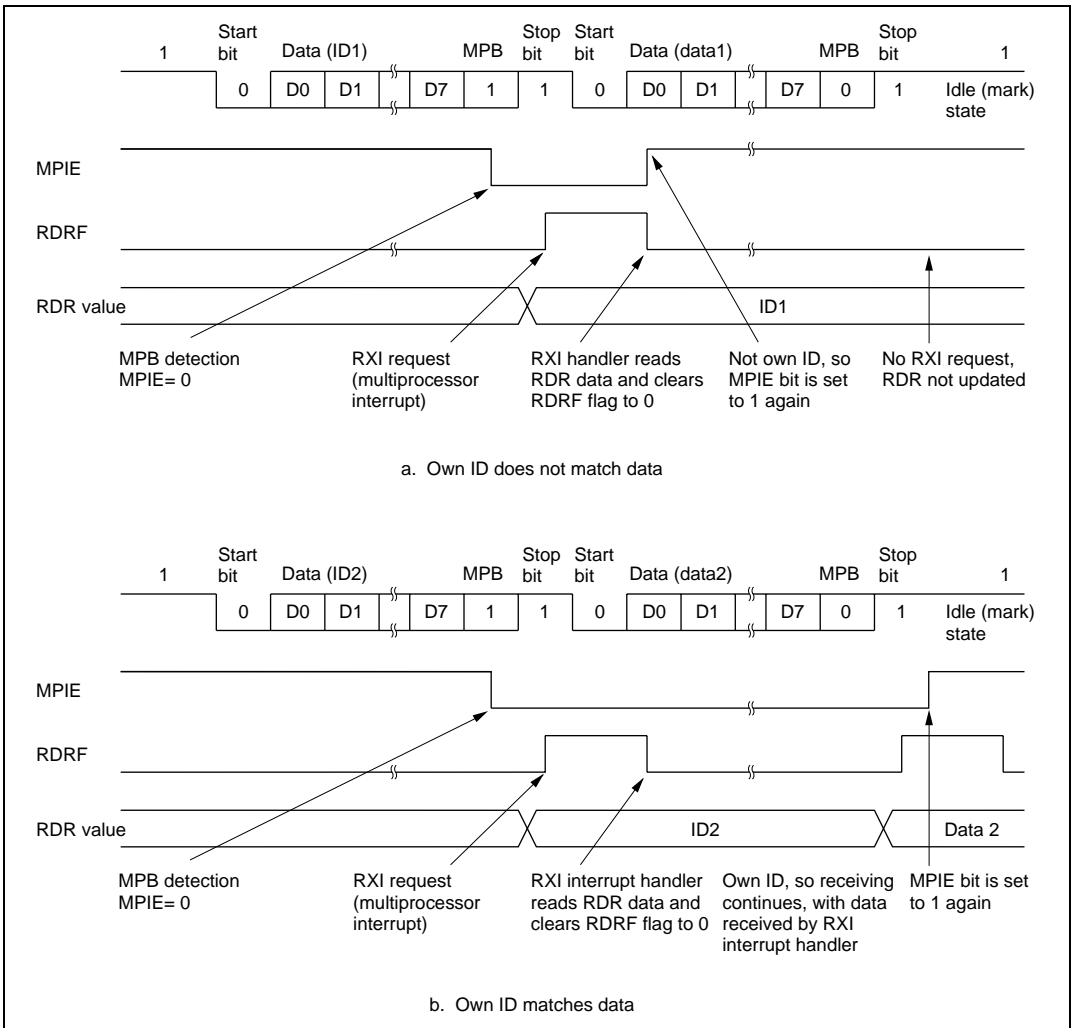 Start Stop Start Stop
1 bit Data (ID1) MPB bit bit Data (data1) MPB bit 1
0 D0 D1 D7 1 1 0 D0 D1 D7 0 1 Idle (mark)
state
MPIE
RDRF
RDR value ID1
MPB detection RXI request RXI handler reads Not own ID, so No RXI request,
MPIE= 0 (multiprocessor RDR data and clears MPIE bit is set RDR not updated
interrupt) RDRF flag to 0 to 1 again
a. Own ID does not match data
Start Stop Start Stop
1 bit Data (ID2) MPB bit bit Data (data2) MPB bit 1
0 D0 D1 D7 1 1 0 D0 D1 D7 0 1 Idle (mark)
state
MPIE
RDRF
RDR value ID2 Data 2
MPB detection RXI request RXI interrupt handler Own ID, so receiving MPIE bit is set
MPIE= 0 (multiprocessor reads RDR data and continues, with data to 1 again
interrupt) clears RDRF flag to 0 received by RXI
interrupt handler
b. Own ID matches data